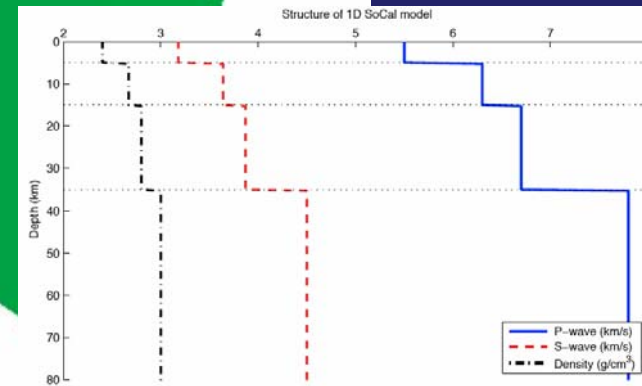 Structure of 1D SoCal model
2 3 4 5 6 7
0
10
20
30
40
50
60
70
80
Depth (km)
P-wave (km/s)
S-wave (km/s)
Density (g/cm³)